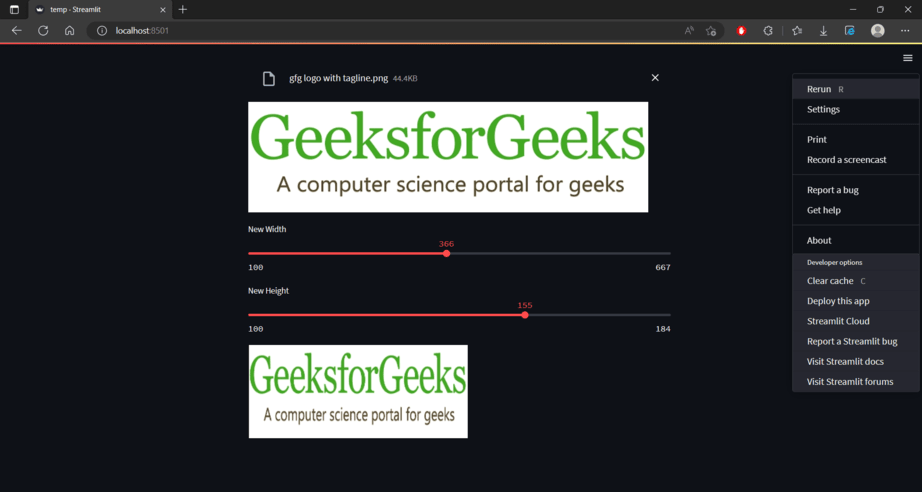 temp - Streamlit
localhost:8501
gfg logo with tagline.png 44.4KB
GeeksforGeeks
A computer science portal for geeks
New Width
366
100 667
New Height
155
100 184
GeeksforGeeks
A computer science portal for geeks
Rerun R
Settings
Print
Record a screencast
Report a bug
Get help
About
Developer options
Clear cache C
Deploy this app
Streamlit Cloud
Report a Streamlit bug
Visit Streamlit docs
Visit Streamlit forums